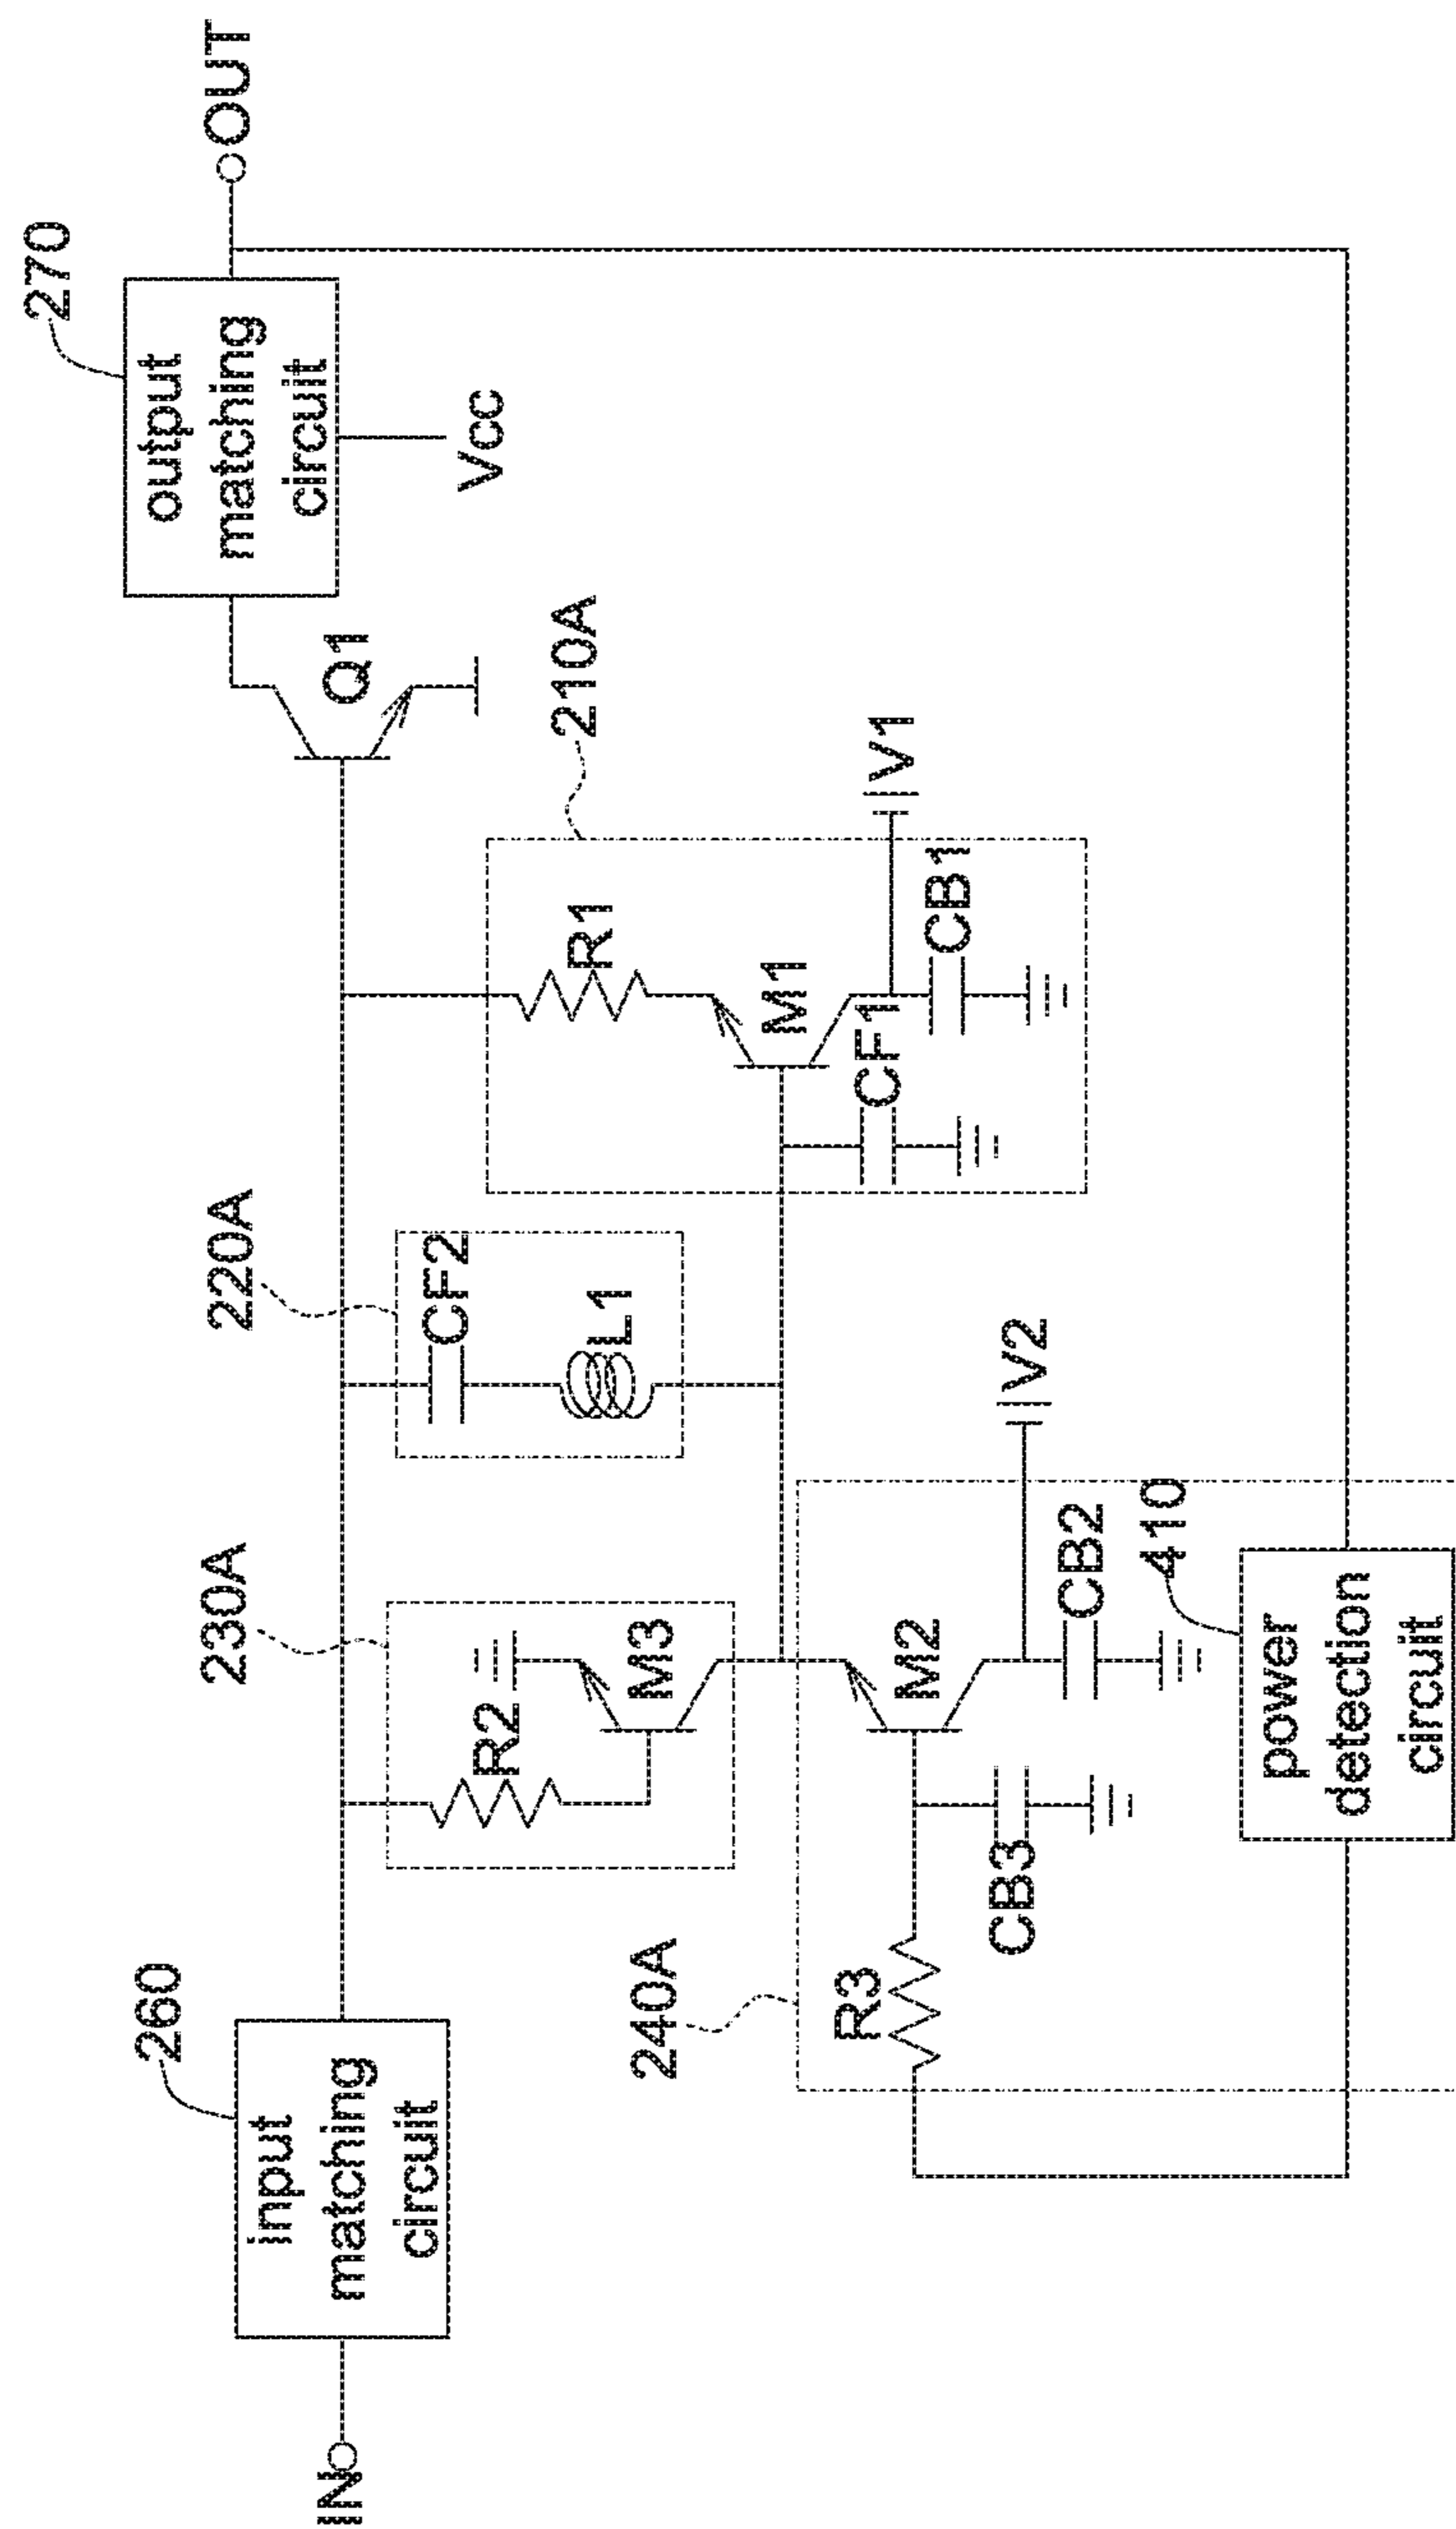 270
OUT
output
matching
circuit
Vcc
Q1
260
input
matching
circuit
IN
230A
R2
M3
220A
CF2
L1
210A
R1
M1
CF1
CB1
V1
240A
R3
CB3
M2
CB2
V2
410
power
detection
circuit